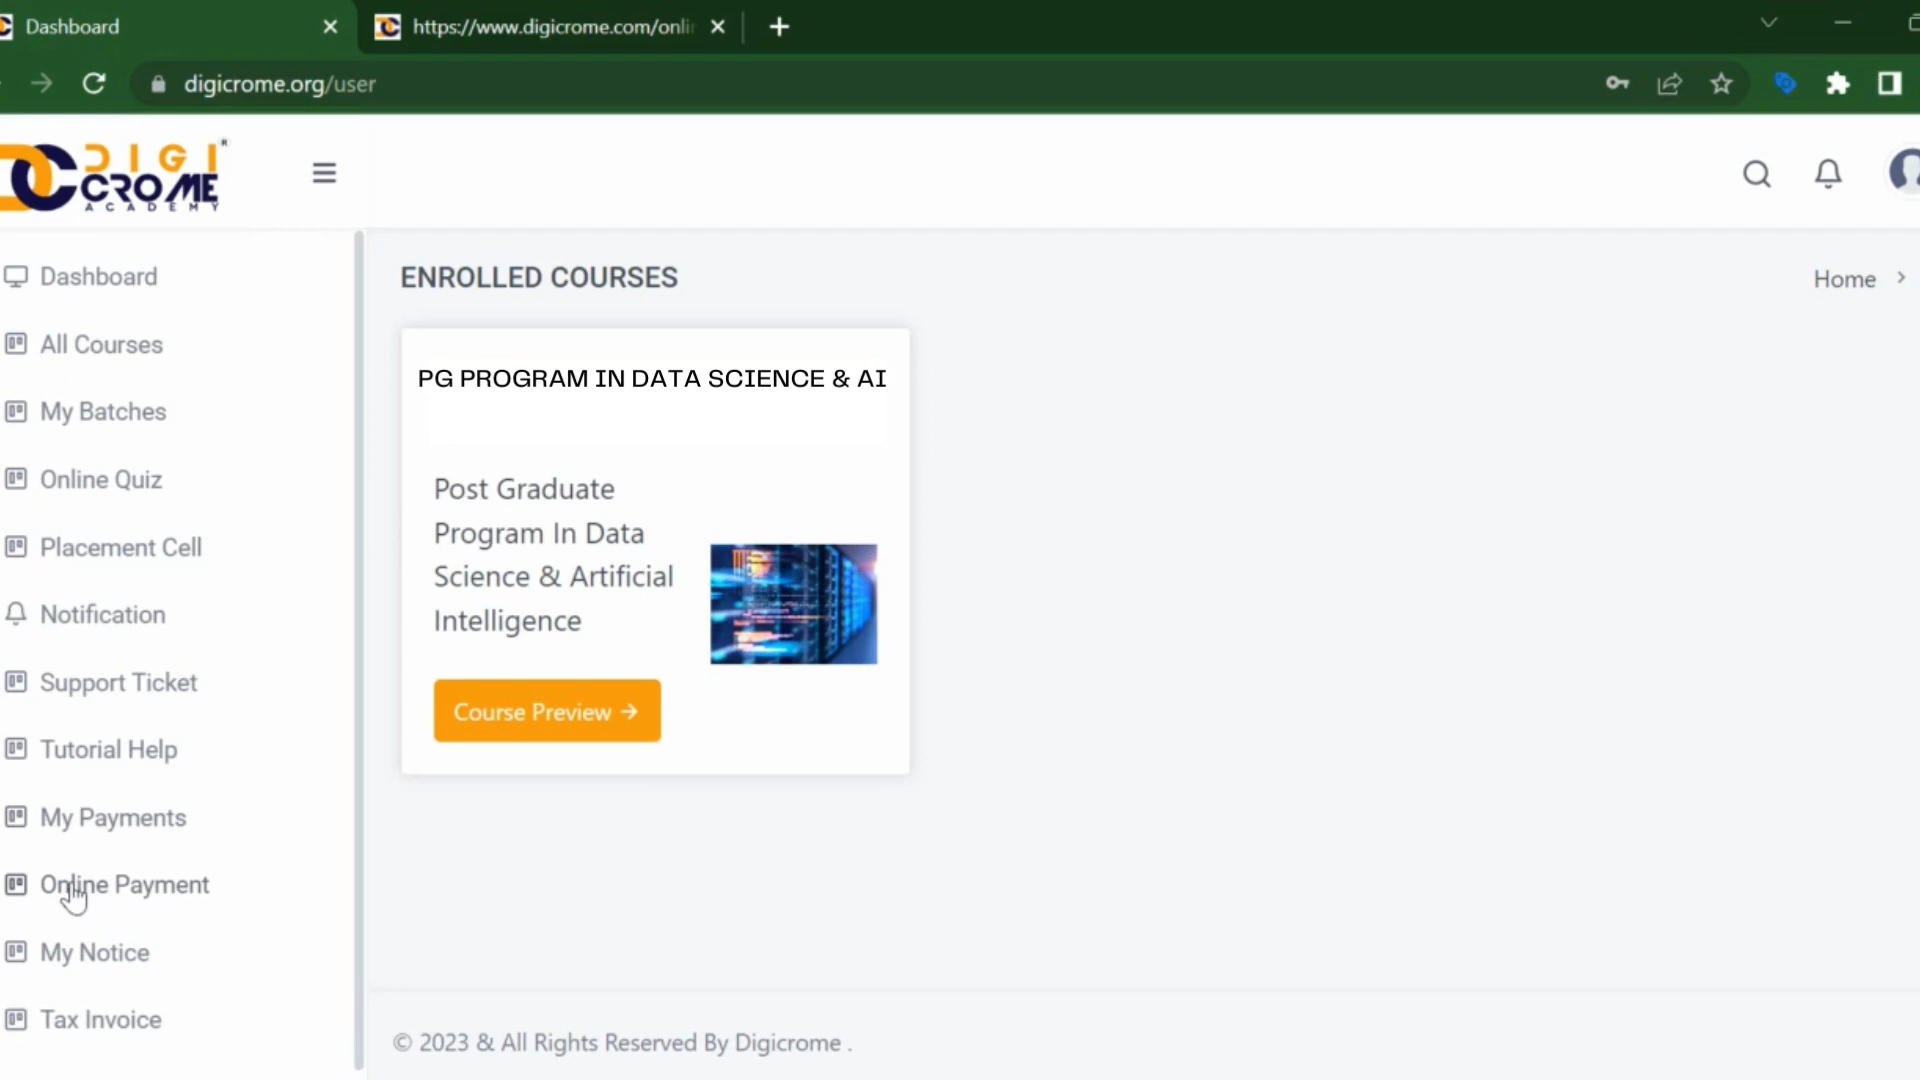 Dashboard
https://www.digicrome.com/onli
digicrome.org/user
DIGI
CROME
ACADEMY
Dashboard
All Courses
My Batches
Online Quiz
Placement Cell
Notification
Support Ticket
Tutorial Help
My Payments
Online Payment
My Notice
Tax Invoice
ENROLLED COURSES
Home >
PG PROGRAM IN DATA SCIENCE & AI
Post Graduate
Program In Data
Science & Artificial
Intelligence
Course Preview →
© 2023 & All Rights Reserved By Digicrome .